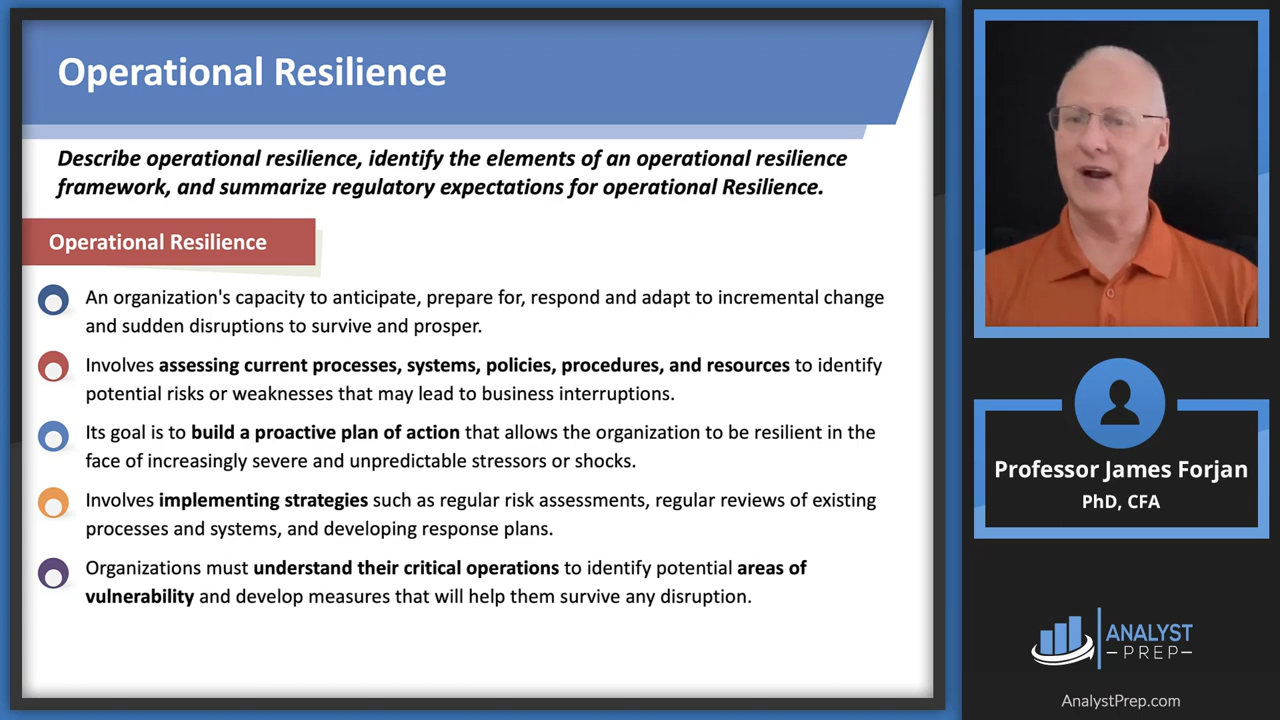 Operational Resilience
Describe operational resilience, identify the elements of an operational resilience
framework, and summarize regulatory expectations for operational Resilience.
Operational Resilience
An organization's capacity to anticipate, prepare for, respond and adapt to incremental change
and sudden disruptions to survive and prosper.
Involves assessing current processes, systems, policies, procedures, and resources to identify
potential risks or weaknesses that may lead to business interruptions.
Its goal is to build a proactive plan of action that allows the organization to be resilient in the
face of increasingly severe and unpredictable stressors or shocks.
Involves implementing strategies such as regular risk assessments, regular reviews of existing
processes and systems, and developing response plans.
Organizations must understand their critical operations to identify potential areas of
vulnerability and develop measures that will help them survive any disruption.
Professor James Forjan
PhD, CFA
ANALYST
PREP
AnalystPrep.com